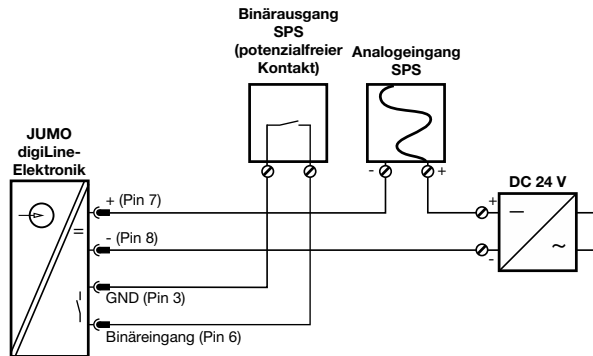 Binärausgang
SPS
(potenzialfreier
Kontakt)
Analogeingang
SPS
JUMO
digiLine-
Elektronik
- +
DC 24 V
+ (Pin 7)
+
- (Pin 8)
-
GND (Pin 3)
Binäreingang (Pin 6)